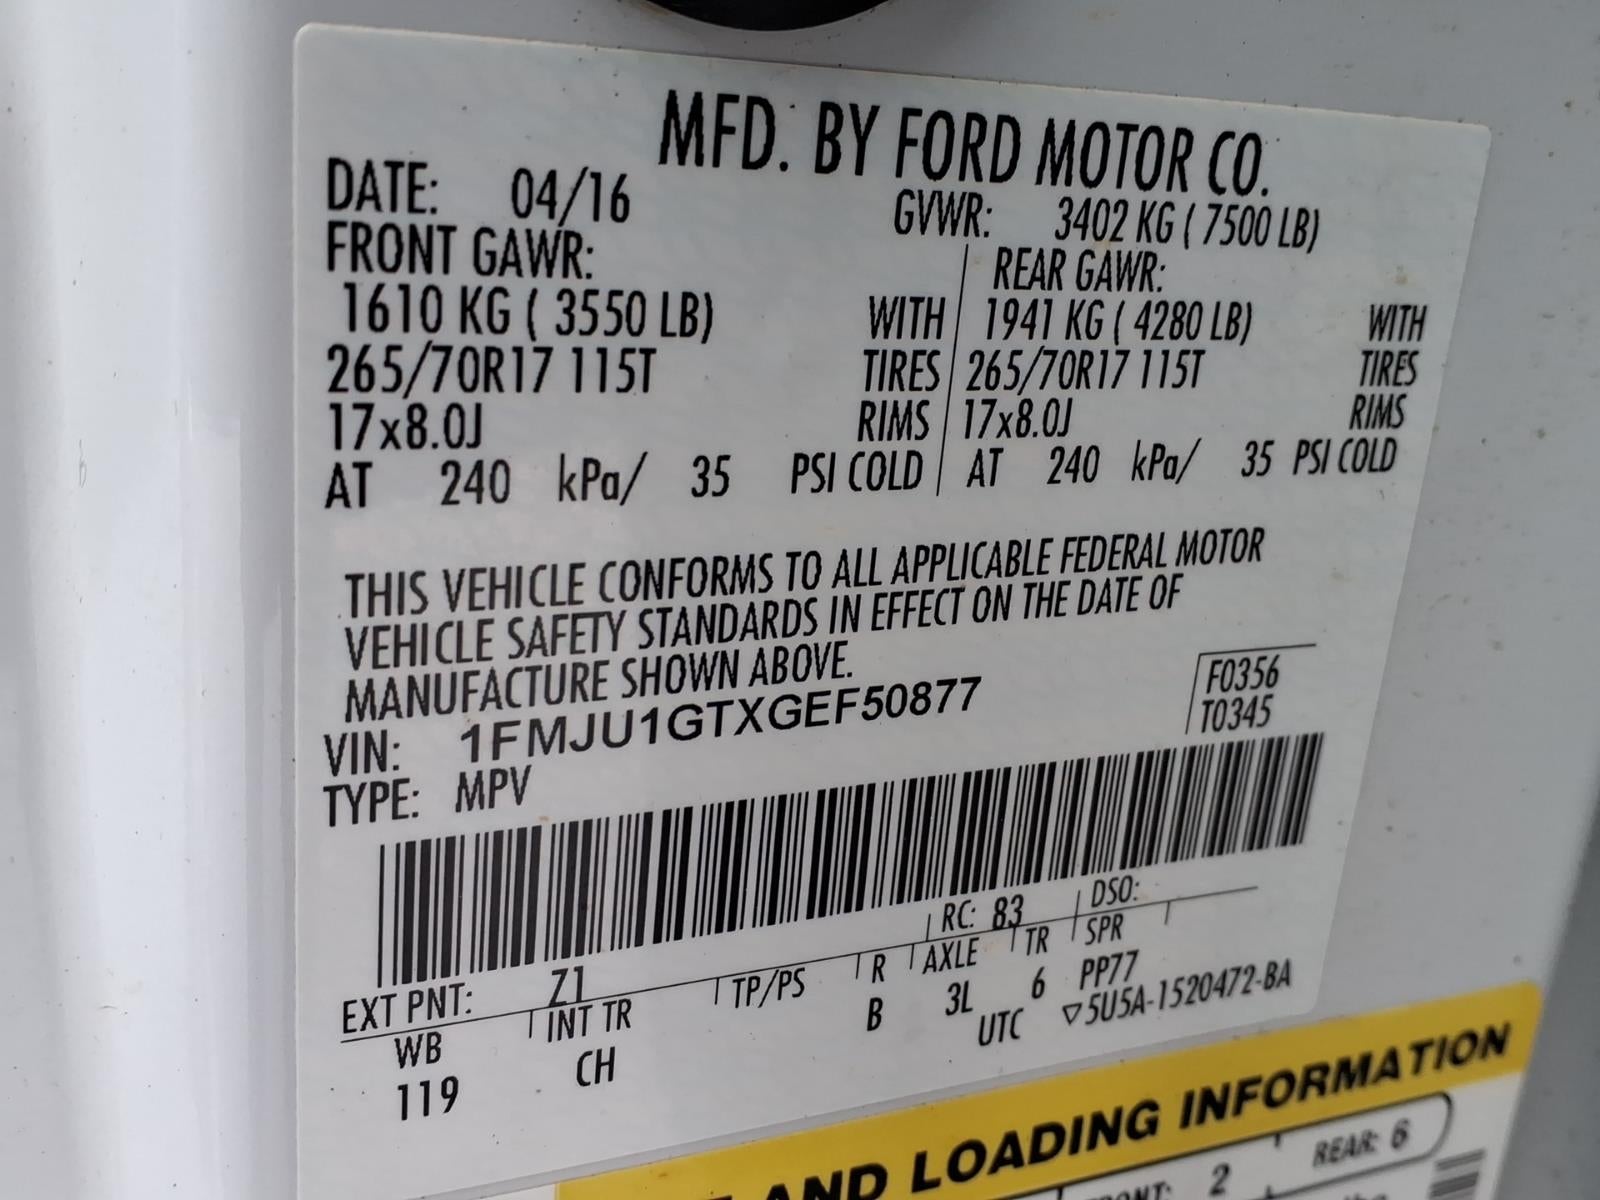 MFD. BY FORD MOTOR CO.
DATE: 04/16 GVWR: 3402 KG ( 7500 LB)
FRONT GAWR: REAR GAWR:
1610 KG ( 3550 LB) WITH 1941 KG ( 4280 LB) WITH
265/70R17 115T TIRES 265/70R17 115T TIRES
17x8.0J RIMS 17x8.0J RIMS
AT 240 kPa/ 35 PSI COLD AT 240 kPa/ 35 PSI COLD
THIS VEHICLE CONFORMS TO ALL APPLICABLE FEDERAL MOTOR
VEHICLE SAFETY STANDARDS IN EFFECT ON THE DATE OF
MANUFACTURE SHOWN ABOVE.
F0356
VIN: 1FMJU1GTXGEF50877 T0345
TYPE: MPV
EXT PNT: Z1 RC: 83 DSO:
WB INT TR TP/PS R AXLE TR SPR
119 CH B 3L 6 PP77
UTC ▽5U5A-1520472-BA
AND LOADING INFORMATION
2 REAR: 6